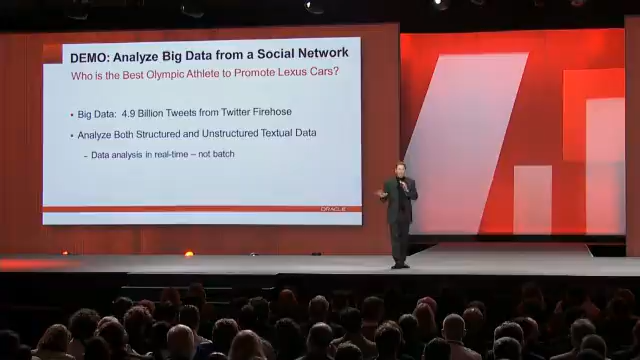 DEMO: Analyze Big Data from a Social Network
Who is the Best Olympic Athlete to Promote Lexus Cars?
• Big Data: 4.9 Billion Tweets from Twitter Firehose
• Analyze Both Structured and Unstructured Textual Data
– Data analysis in real-time – not batch
ORACLE